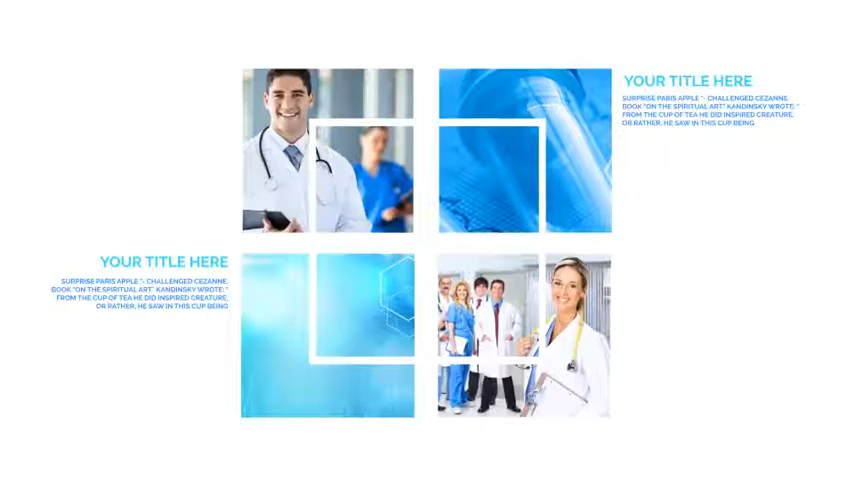 YOUR TITLE HERE
SURPRISE PARIS APPLE "- CHALLENGED CEZANNE.
BOOK "ON THE SPIRITUAL ART" KANDINSKY WROTE: "
FROM THE CUP OF TEA HE DID INSPIRED CREATURE,
OR RATHER, HE SAW IN THIS CUP BEING
YOUR TITLE HERE
SURPRISE PARIS APPLE "- CHALLENGED CEZANNE.
BOOK "ON THE SPIRITUAL ART" KANDINSKY WROTE: "
FROM THE CUP OF TEA HE DID INSPIRED CREATURE,
OR RATHER, HE SAW IN THIS CUP BEING